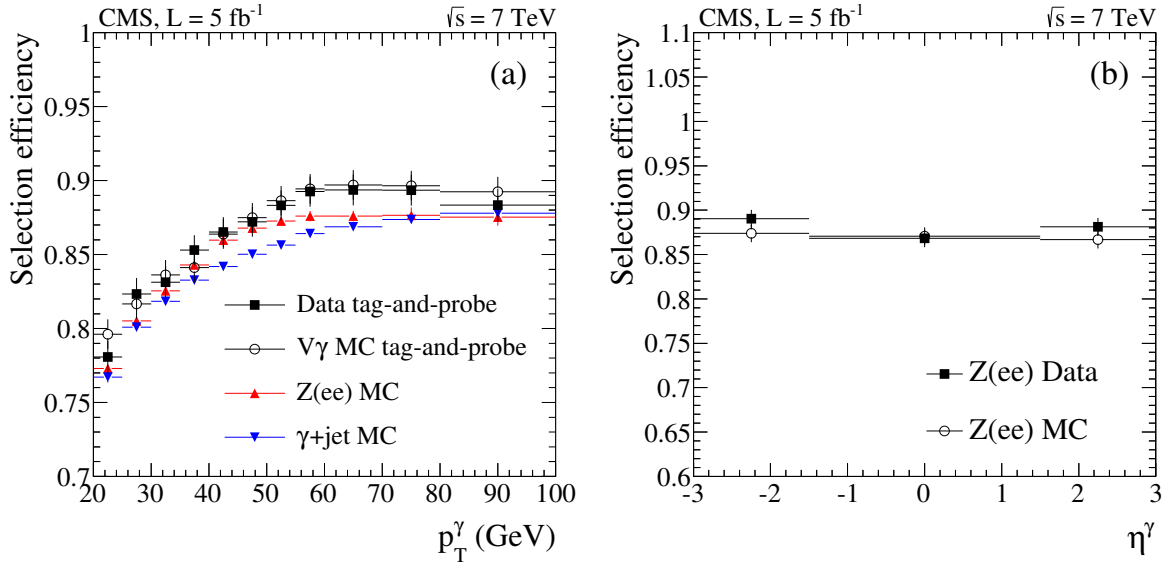 CMS, L = 5 fb⁻¹ √s = 7 TeV
Selection efficiency
(a)
1
0.95
0.9
0.85
0.8
0.75
0.7
Data tag-and-probe
Vγ MC tag-and-probe
Z(ee) MC
γ+jet MC
20 30 40 50 60 70 80 90 100
p_T^γ (GeV)
CMS, L = 5 fb⁻¹ √s = 7 TeV
Selection efficiency
(b)
1.1
1.05
1
0.95
0.9
0.85
0.8
0.75
0.7
0.65
0.6
Z(ee) Data
Z(ee) MC
-3 -2 -1 0 1 2 3
η^γ